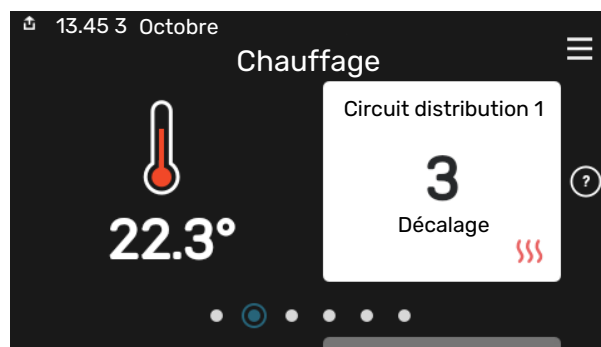 13.45 3 Octobre
Chauffage
22.3°
Circuit distribution 1
3
Décalage
?